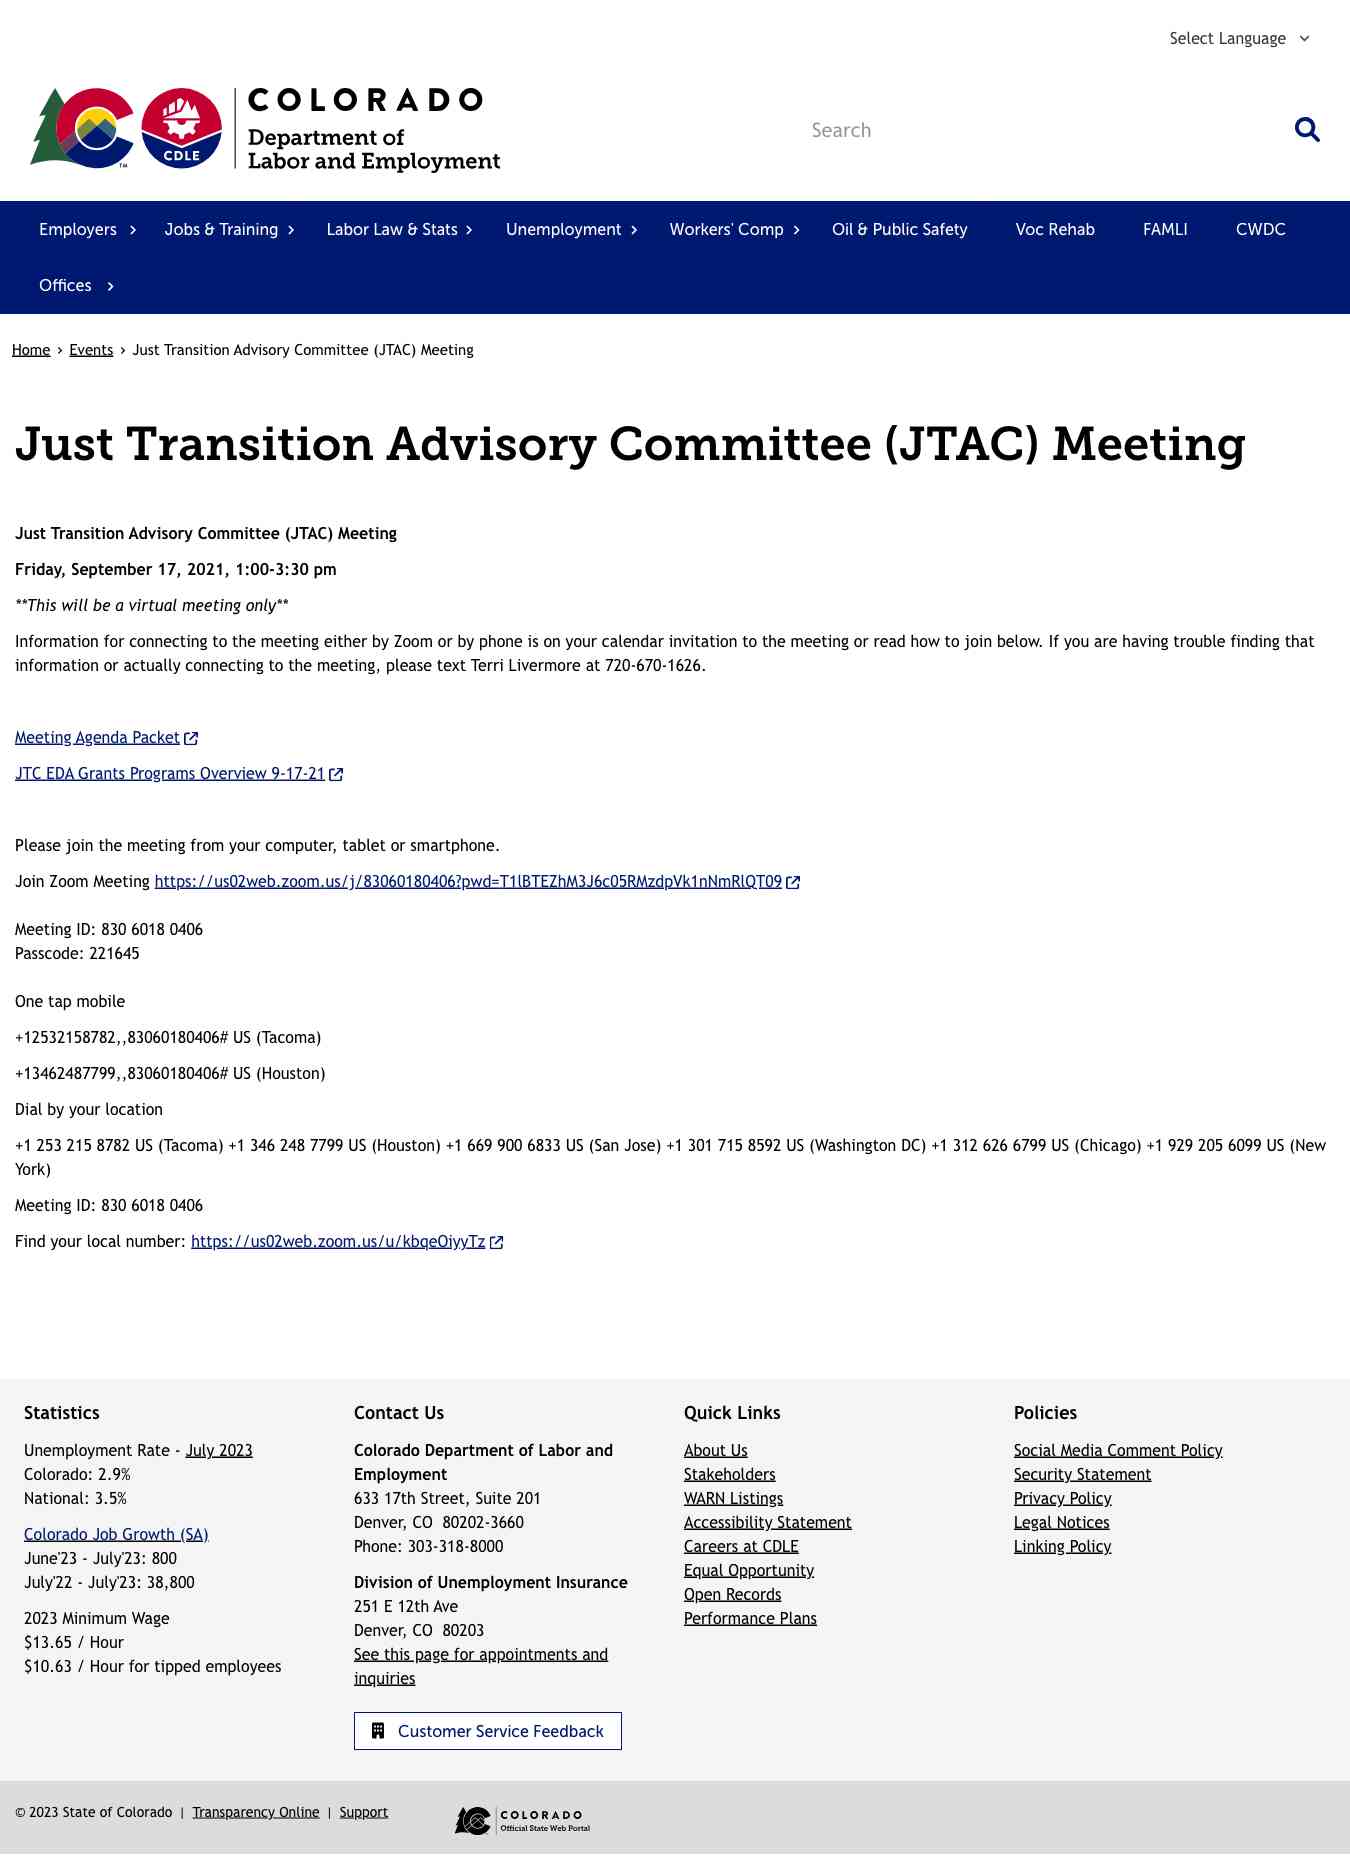 Select Language
COLORADO
Department of
Labor and Employment
CDLE
TM
Search
Employers Jobs & Training Labor Law & Stats Unemployment Workers' Comp Oil & Public Safety Voc Rehab FAMLI CWDC
Offices
Home › Events › Just Transition Advisory Committee (JTAC) Meeting
Just Transition Advisory Committee (JTAC) Meeting
Just Transition Advisory Committee (JTAC) Meeting
Friday, September 17, 2021, 1:00-3:30 pm
**This will be a virtual meeting only**
Information for connecting to the meeting either by Zoom or by phone is on your calendar invitation to the meeting or read how to join below. If you are having trouble finding that
information or actually connecting to the meeting, please text Terri Livermore at 720-670-1626.
Meeting Agenda Packet
JTC EDA Grants Programs Overview 9-17-21
Please join the meeting from your computer, tablet or smartphone.
Join Zoom Meeting https://us02web.zoom.us/j/83060180406?pwd=T1lBTEZhM3J6c05RMzdpVk1nNmRlQT09
Meeting ID: 830 6018 0406
Passcode: 221645
One tap mobile
+12532158782,,83060180406# US (Tacoma)
+13462487799,,83060180406# US (Houston)
Dial by your location
+1 253 215 8782 US (Tacoma) +1 346 248 7799 US (Houston) +1 669 900 6833 US (San Jose) +1 301 715 8592 US (Washington DC) +1 312 626 6799 US (Chicago) +1 929 205 6099 US (New
York)
Meeting ID: 830 6018 0406
Find your local number: https://us02web.zoom.us/u/kbqeOiyyTz
Statistics
Unemployment Rate - July 2023
Colorado: 2.9%
National: 3.5%
Colorado Job Growth (SA)
June'23 - July'23: 800
July'22 - July'23: 38,800
2023 Minimum Wage
$13.65 / Hour
$10.63 / Hour for tipped employees
Contact Us
Colorado Department of Labor and
Employment
633 17th Street, Suite 201
Denver, CO  80202-3660
Phone: 303-318-8000
Division of Unemployment Insurance
251 E 12th Ave
Denver, CO  80203
See this page for appointments and
inquiries
Customer Service Feedback
Quick Links
About Us
Stakeholders
WARN Listings
Accessibility Statement
Careers at CDLE
Equal Opportunity
Open Records
Performance Plans
Policies
Social Media Comment Policy
Security Statement
Privacy Policy
Legal Notices
Linking Policy
© 2023 State of Colorado | Transparency Online | Support
COLORADO
Official State Web Portal